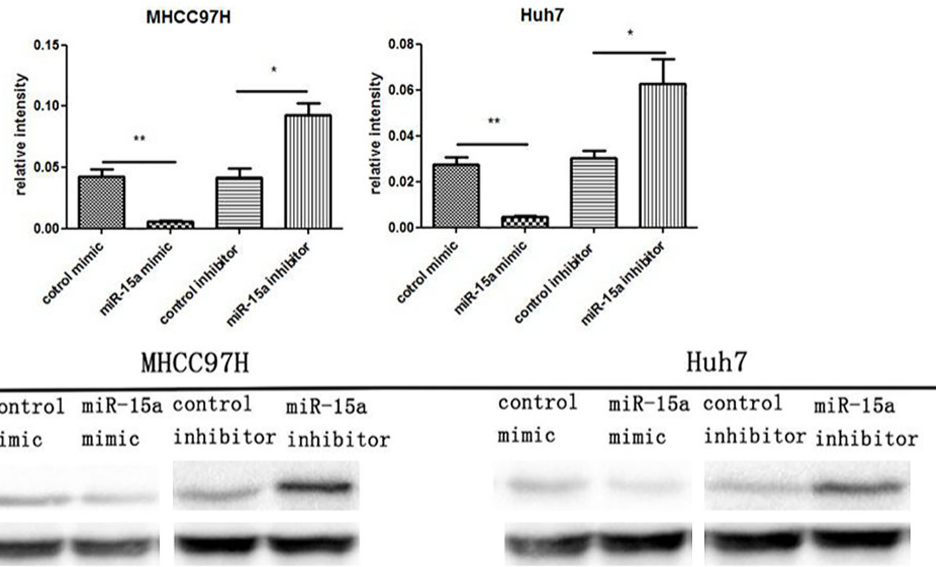 MHCC97H
Huh7
relative intensity
0.15
0.10
0.05
0.00
**
*
cotrol mimic
miR-15a mimic
control inhibitor
miR-15a inhibitor
relative intensity
0.08
0.06
0.04
0.02
0.00
**
*
cotrol mimic
miR-15a mimic
control inhibitor
miR-15a inhibitor
MHCC97H
Huh7
ontrol miR-15a control miR-15a control miR-15a control miR-15a
imic mimic inhibitor inhibitor mimic mimic inhibitor inhibitor